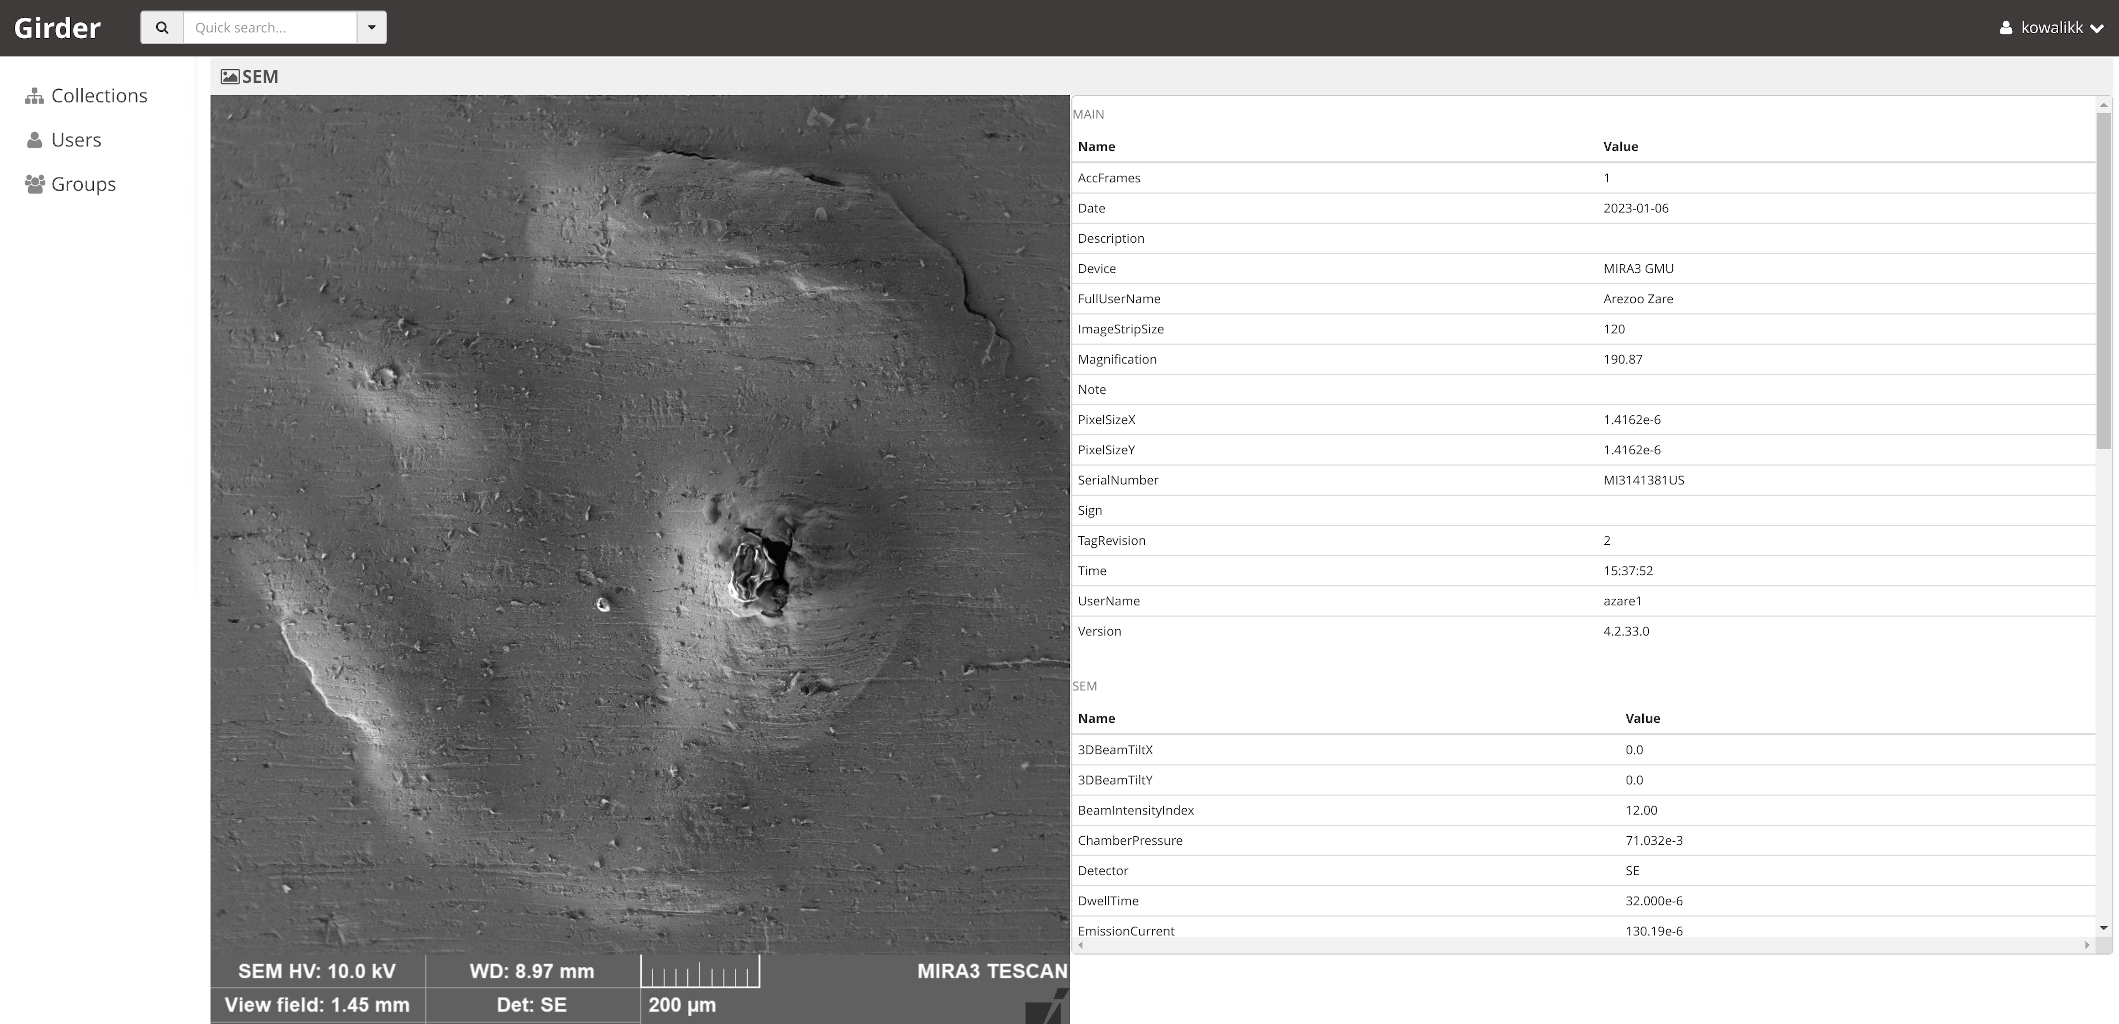 Girder
Quick search...
kowalikk
Collections
Users
Groups
SEM
SEM HV: 10.0 kV WD: 8.97 mm MIRA3 TESCAN
View field: 1.45 mm Det: SE 200 µm
MAIN
Name Value
AccFrames 1
Date 2023-01-06
Description
Device MIRA3 GMU
FullUserName Arezoo Zare
ImageStripSize 120
Magnification 190.87
Note
PixelSizeX 1.4162e-6
PixelSizeY 1.4162e-6
SerialNumber MI3141381US
Sign
TagRevision 2
Time 15:37:52
UserName azare1
Version 4.2.33.0
SEM
Name Value
3DBeamTiltX 0.0
3DBeamTiltY 0.0
BeamIntensityIndex 12.00
ChamberPressure 71.032e-3
Detector SE
DwellTime 32.000e-6
EmissionCurrent 130.19e-6